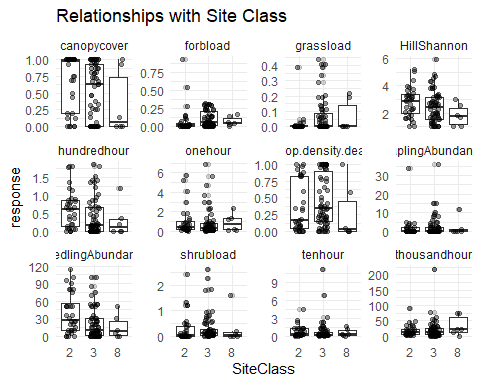 Relationships with Site Class
canopycover forbload grassload HillShannon
1.00 0.75 0.50 0.25 0.00
0.75 0.50 0.25 0.00
0.4 0.3 0.2 0.1 0.0
6 4 2
hundredhour onehour op.density.dea plingAbundan
1.5 1.0 0.5 0.0
6 4 2 0
1.00 0.75 0.50 0.25 0.00
30 20 10 0
edlingAbundar shrubload tenhour thousandhour
120 90 60 30 0
2 1 0
9 6 3 0
200 150 100 50 0
2 3 8 2 3 8 2 3 8 2 3 8
response
SiteClass